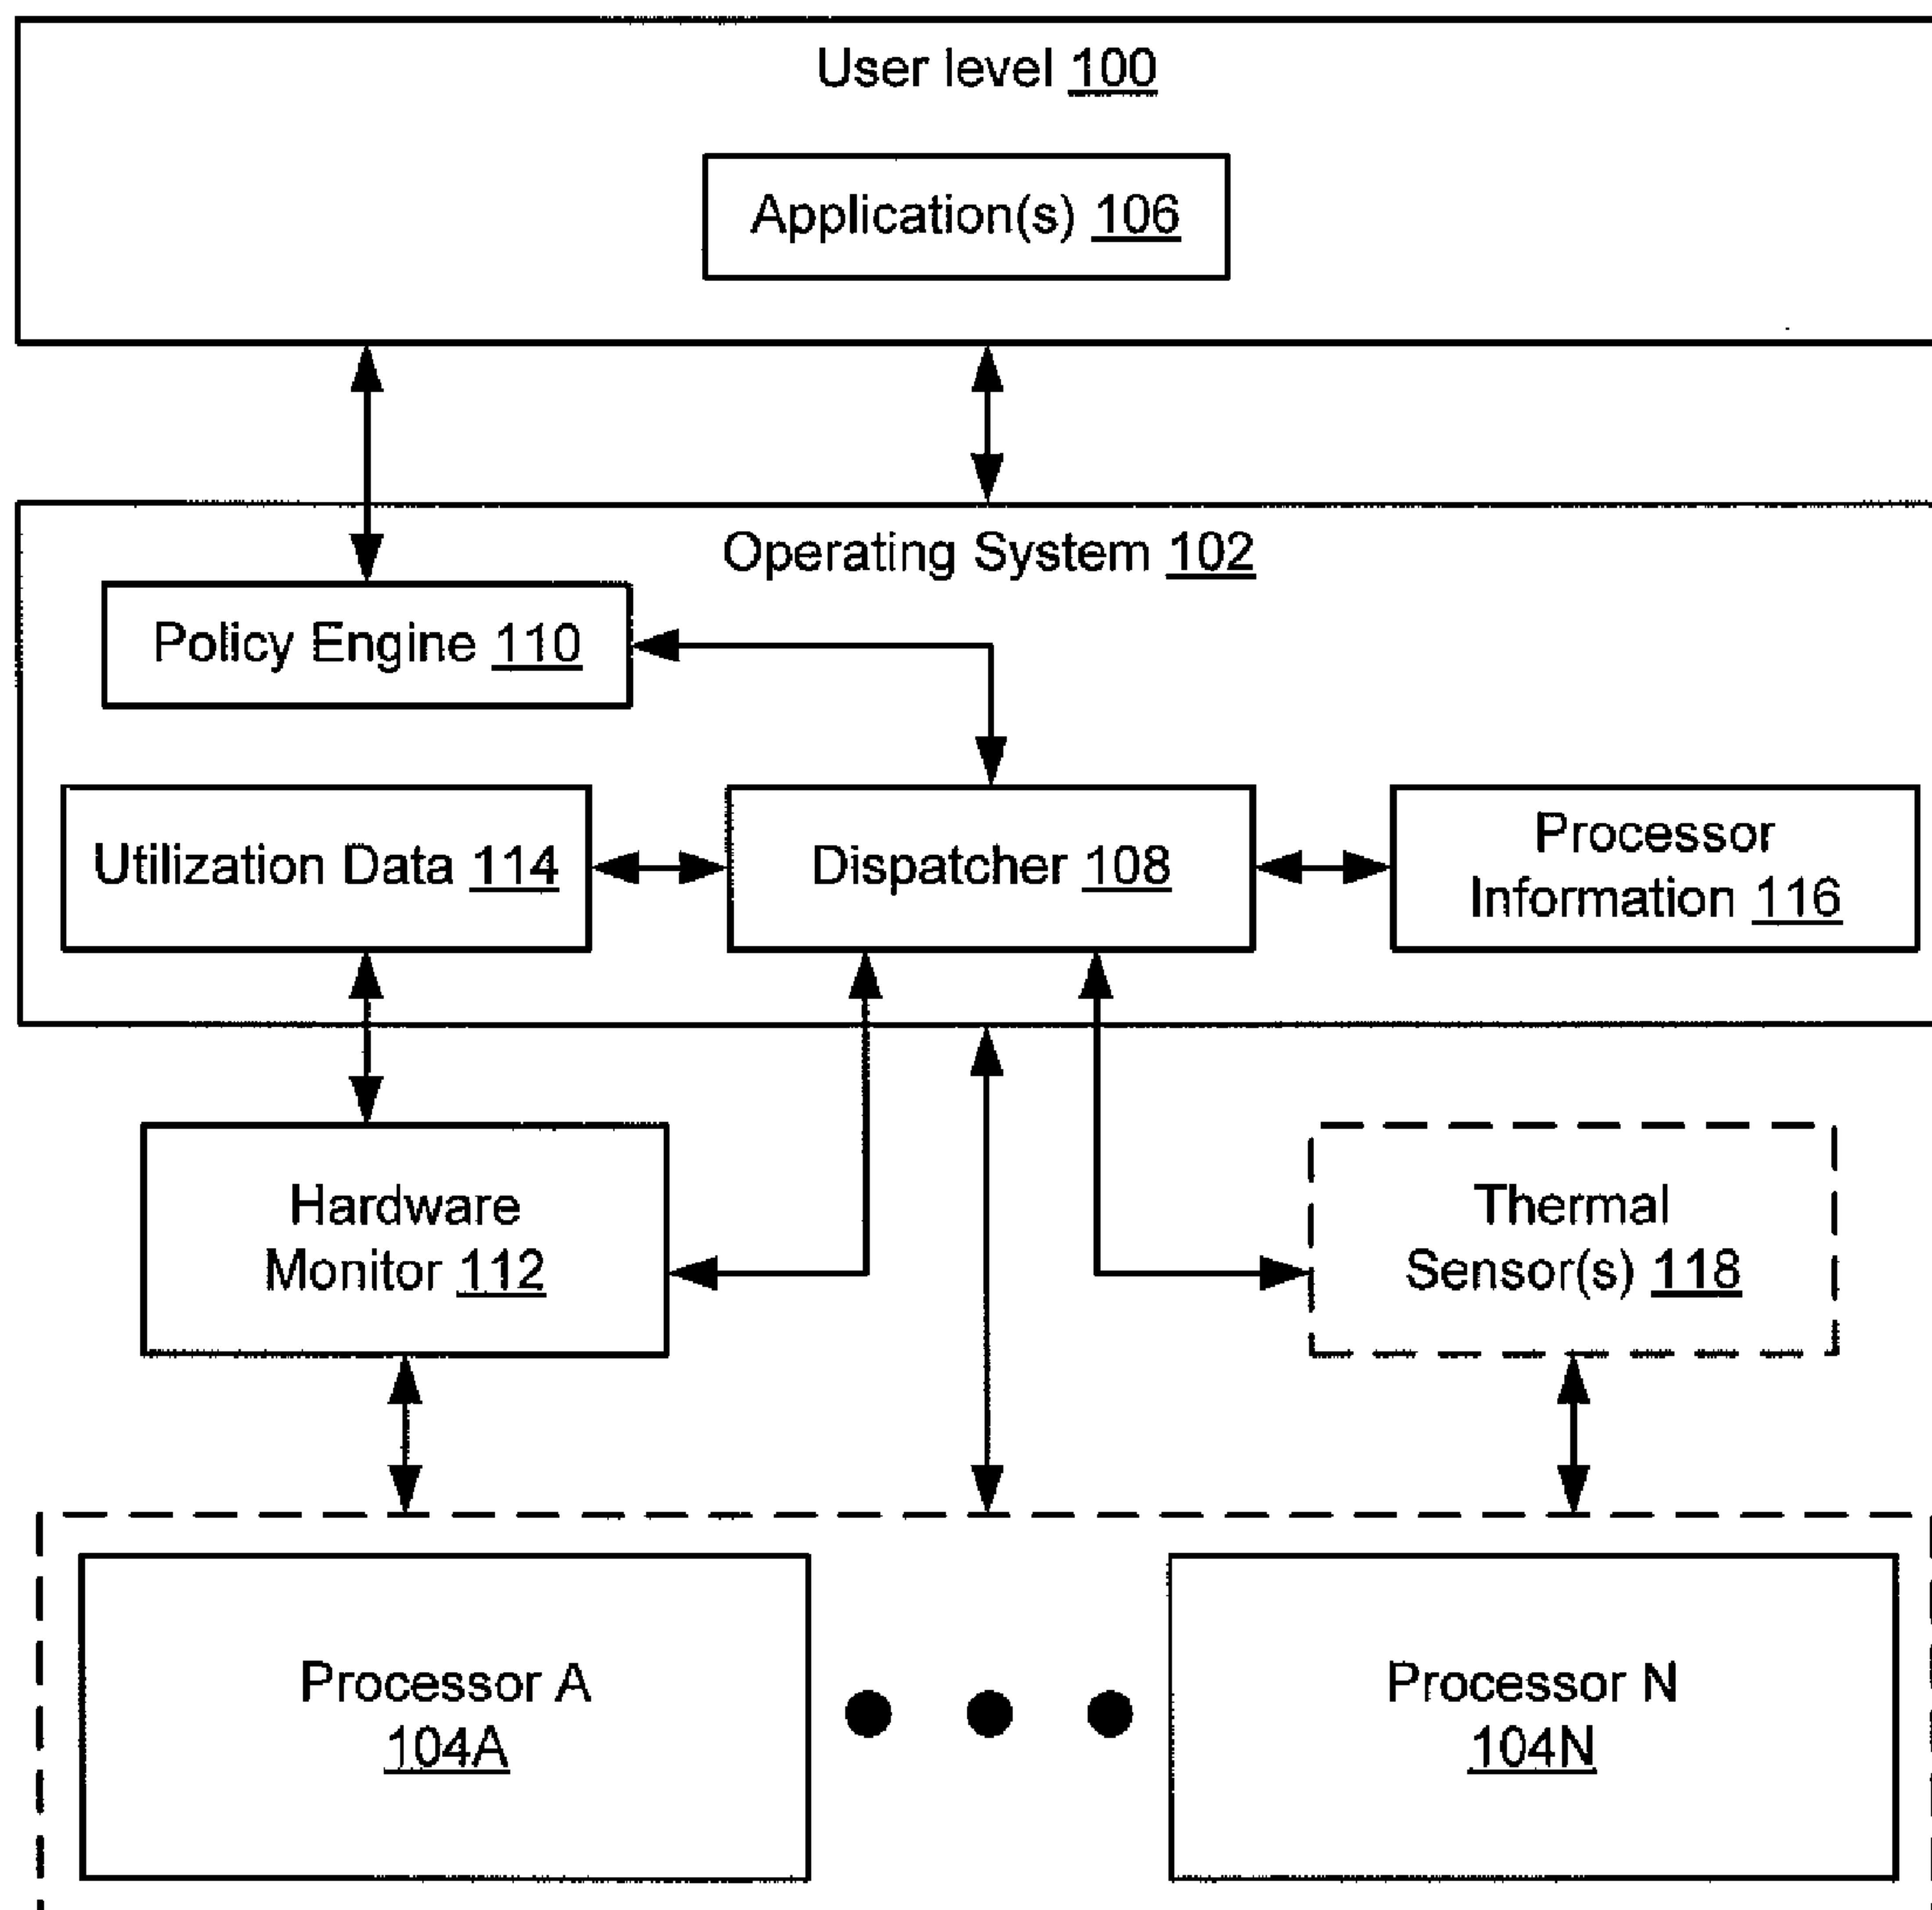 User level 100
Application(s) 106
Operating System 102
Policy Engine 110
Utilization Data 114
Dispatcher 108
Processor
Information 116
Hardware
Monitor 112
Thermal
Sensor(s) 118
Processor A
104A
Processor N
104N